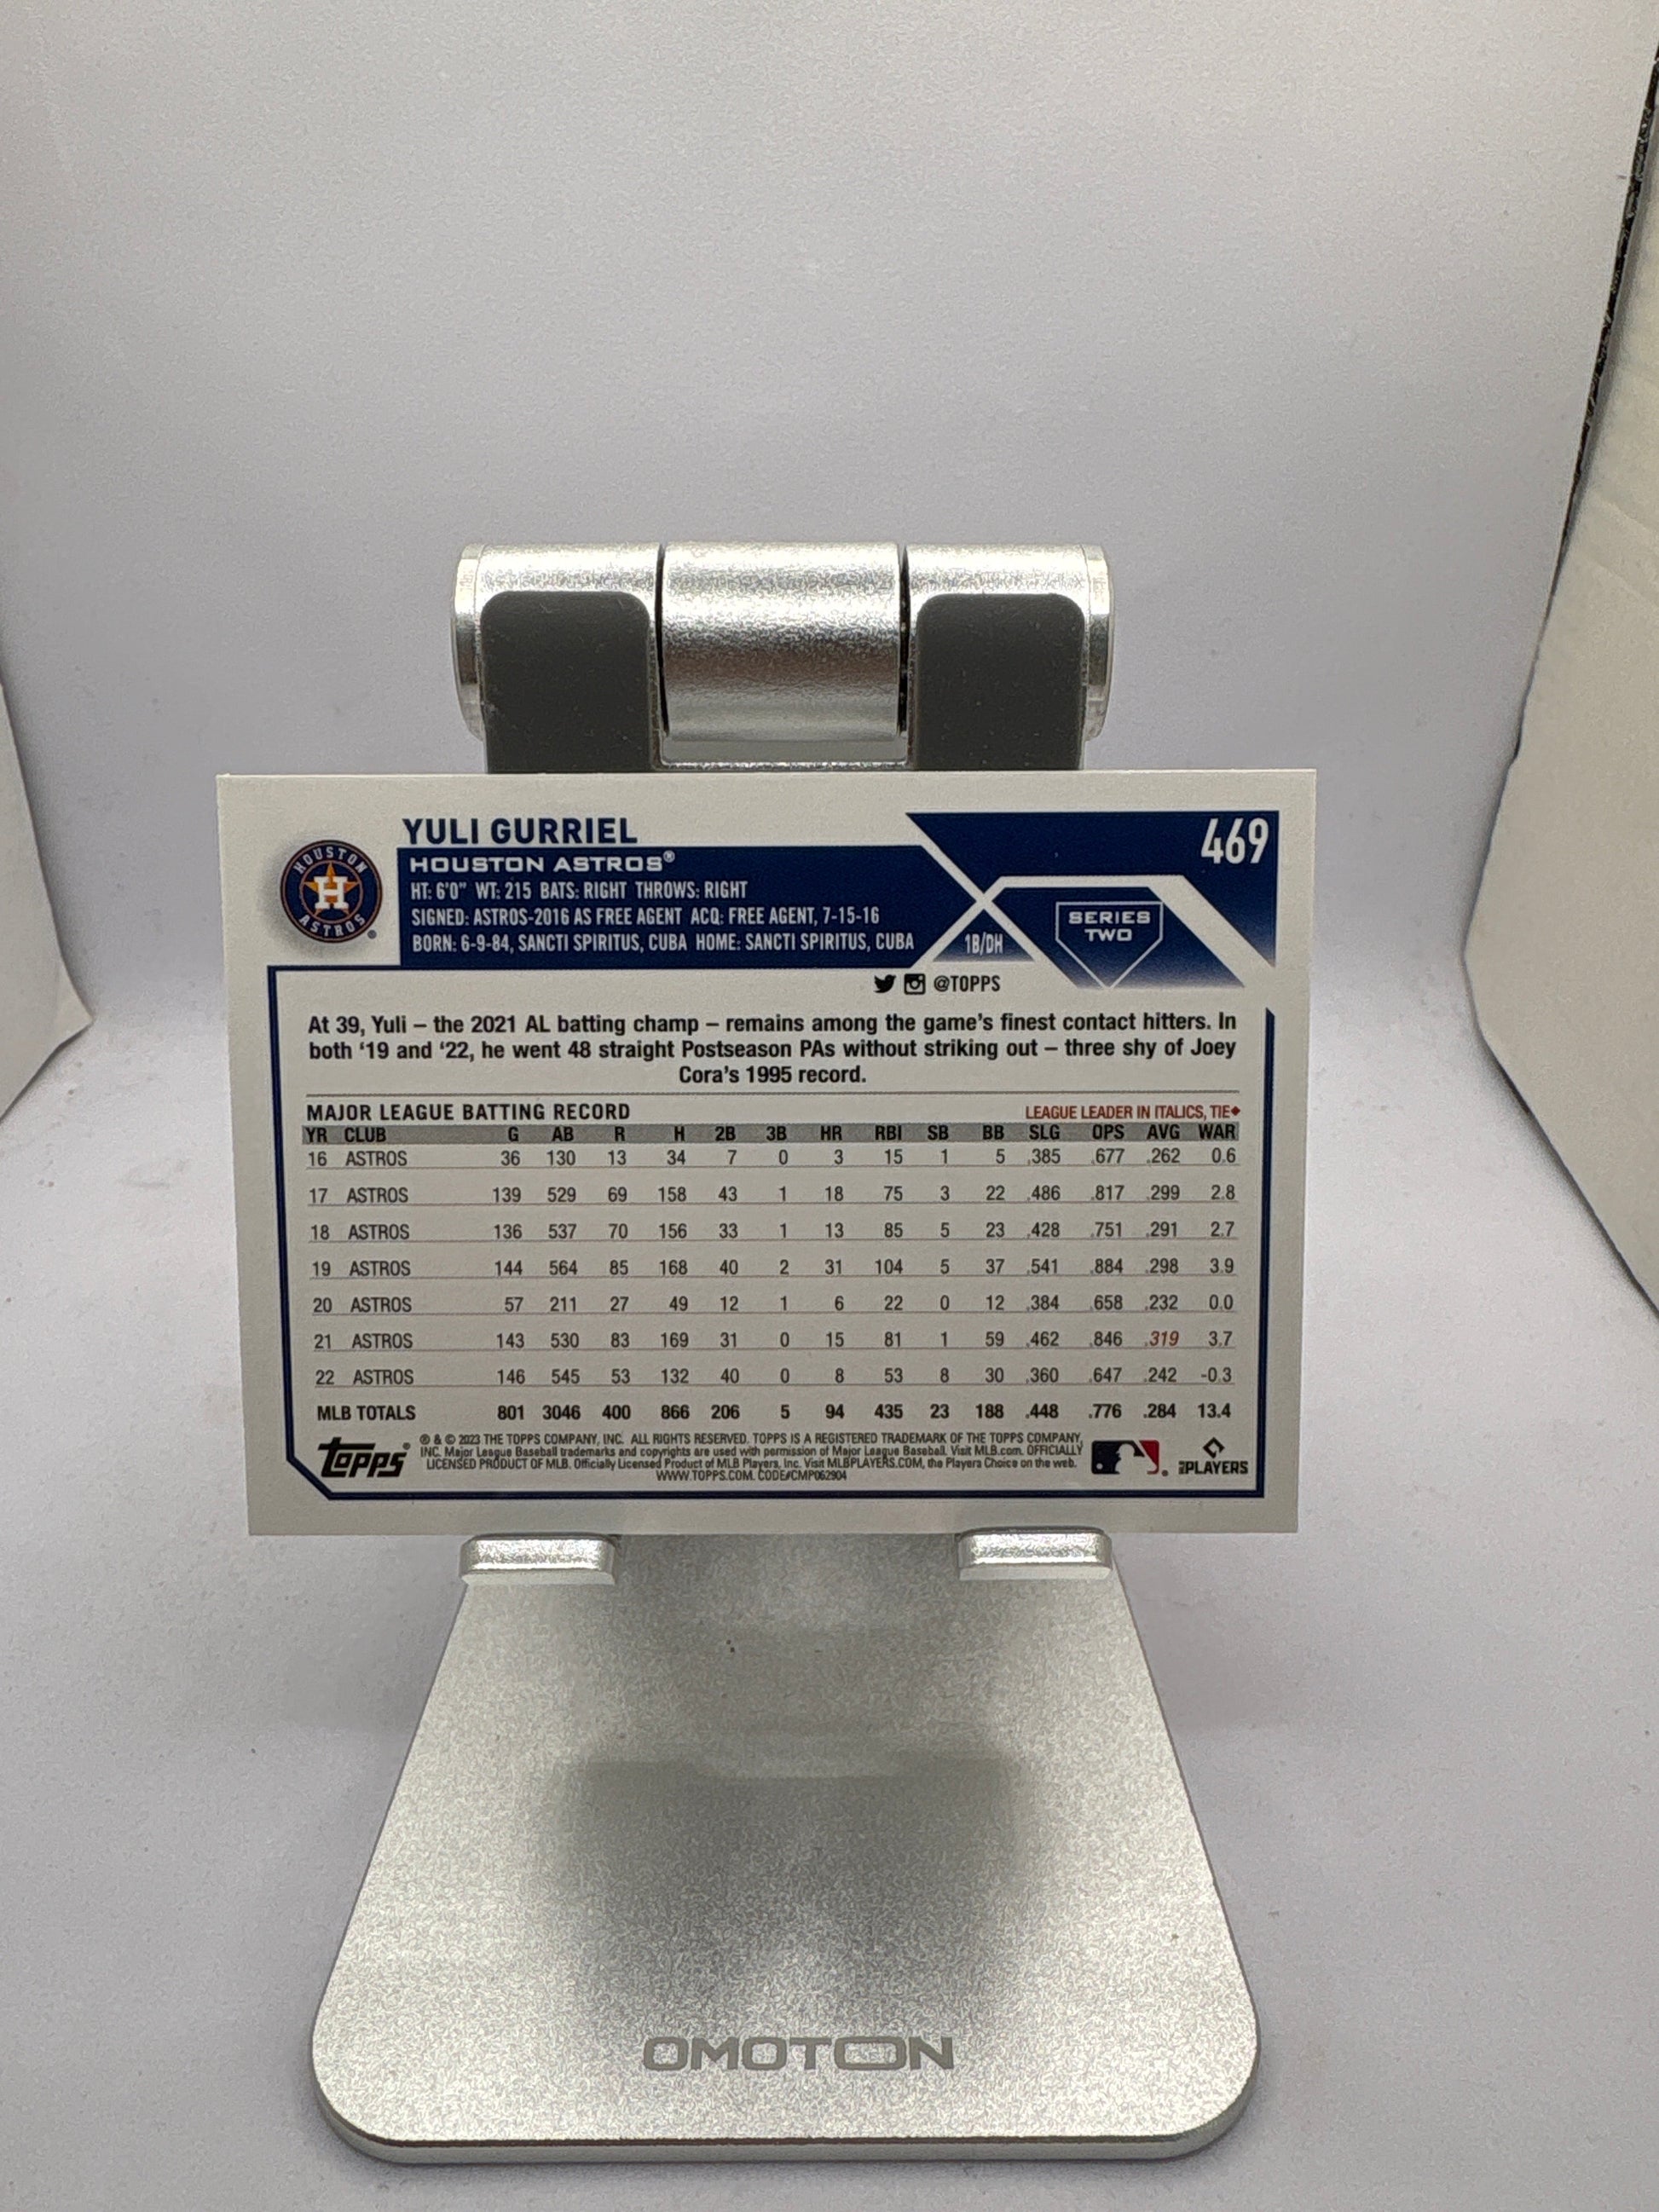 YULI GURRIEL
469
HOUSTON ASTROS®
HOUSTON
H
ASTROS
HT: 6'0" WT: 215 BATS: RIGHT THROWS: RIGHT
SIGNED: ASTROS-2016 AS FREE AGENT ACQ: FREE AGENT, 7-15-16
BORN: 6-9-84, SANCTI SPIRITUS, CUBA HOME: SANCTI SPIRITUS, CUBA
1B/DH
SERIES
TWO
@TOPPS
At 39, Yuli – the 2021 AL batting champ – remains among the game's finest contact hitters. In
both '19 and '22, he went 48 straight Postseason PAs without striking out – three shy of Joey
Cora's 1995 record.
MAJOR LEAGUE BATTING RECORD LEAGUE LEADER IN ITALICS, TIE◆
YR CLUB G AB R H 2B 3B HR RBI SB BB SLG OPS AVG WAR
16 ASTROS 36 130 13 34 7 0 3 15 1 5 .385 .677 .262 0.6
17 ASTROS 139 529 69 158 43 1 18 75 3 22 .486 .817 .299 2.8
18 ASTROS 136 537 70 156 33 1 13 85 5 23 .428 .751 .291 2.7
19 ASTROS 144 564 85 168 40 2 31 104 5 37 .541 .884 .298 3.9
20 ASTROS 57 211 27 49 12 1 6 22 0 12 .384 .658 .232 0.0
21 ASTROS 143 530 83 169 31 0 15 81 1 59 .462 .846 .319 3.7
22 ASTROS 146 545 53 132 40 0 8 53 8 30 .360 .647 .242 -0.3
MLB TOTALS 801 3046 400 866 206 5 94 435 23 188 .448 .776 .284 13.4
topps®
® & © 2023 THE TOPPS COMPANY, INC. ALL RIGHTS RESERVED. TOPPS IS A REGISTERED TRADEMARK OF THE TOPPS COMPANY,
INC. Major League Baseball trademarks and copyrights are used with permission of Major League Baseball. Visit MLB.com. OFFICIALLY
LICENSED PRODUCT OF MLB. Officially Licensed Product of MLB Players, Inc. Visit MLBPLAYERS.COM, the Players Choice on the web.
WWW.TOPPS.COM. CODE#CMP062904
PLAYERS
OMOTON